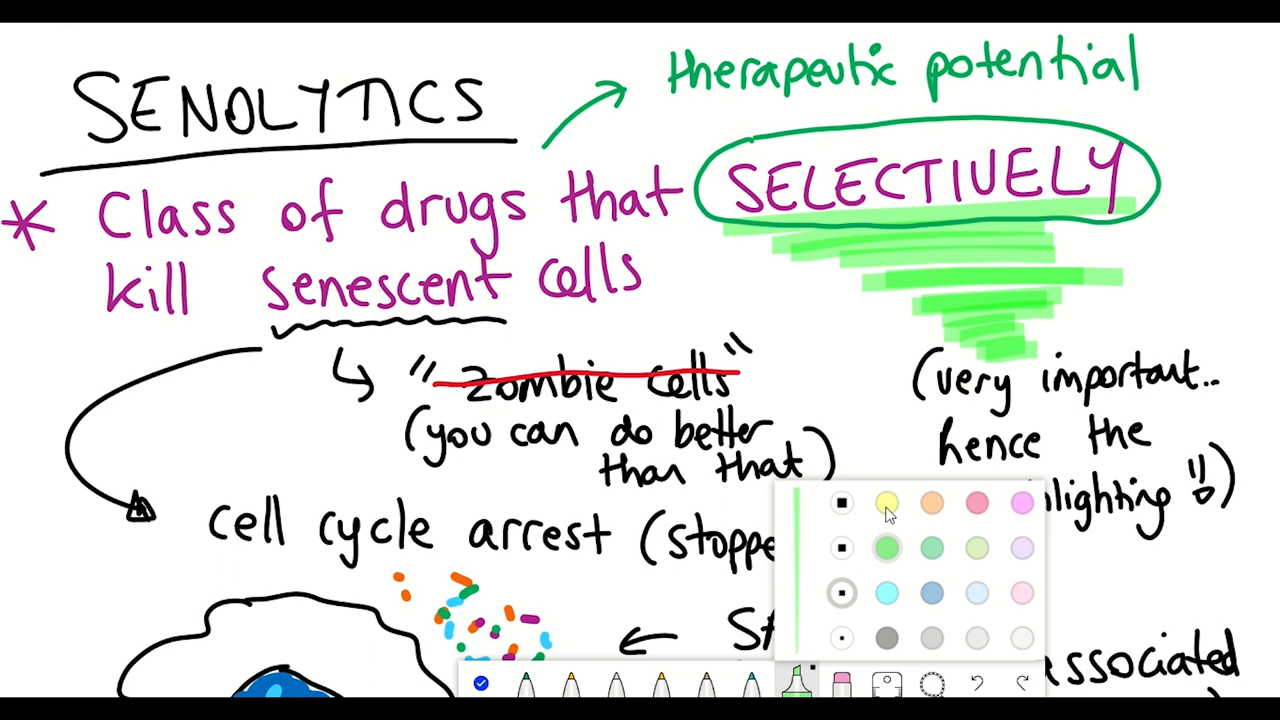 SENOLYTICS
therapeutic potential
* Class of drugs that SELECTIVELY
kill senescent cells
"Zombie cells"
(you can do better
than that)
(very important..
hence the
cell cycle arrest
associated